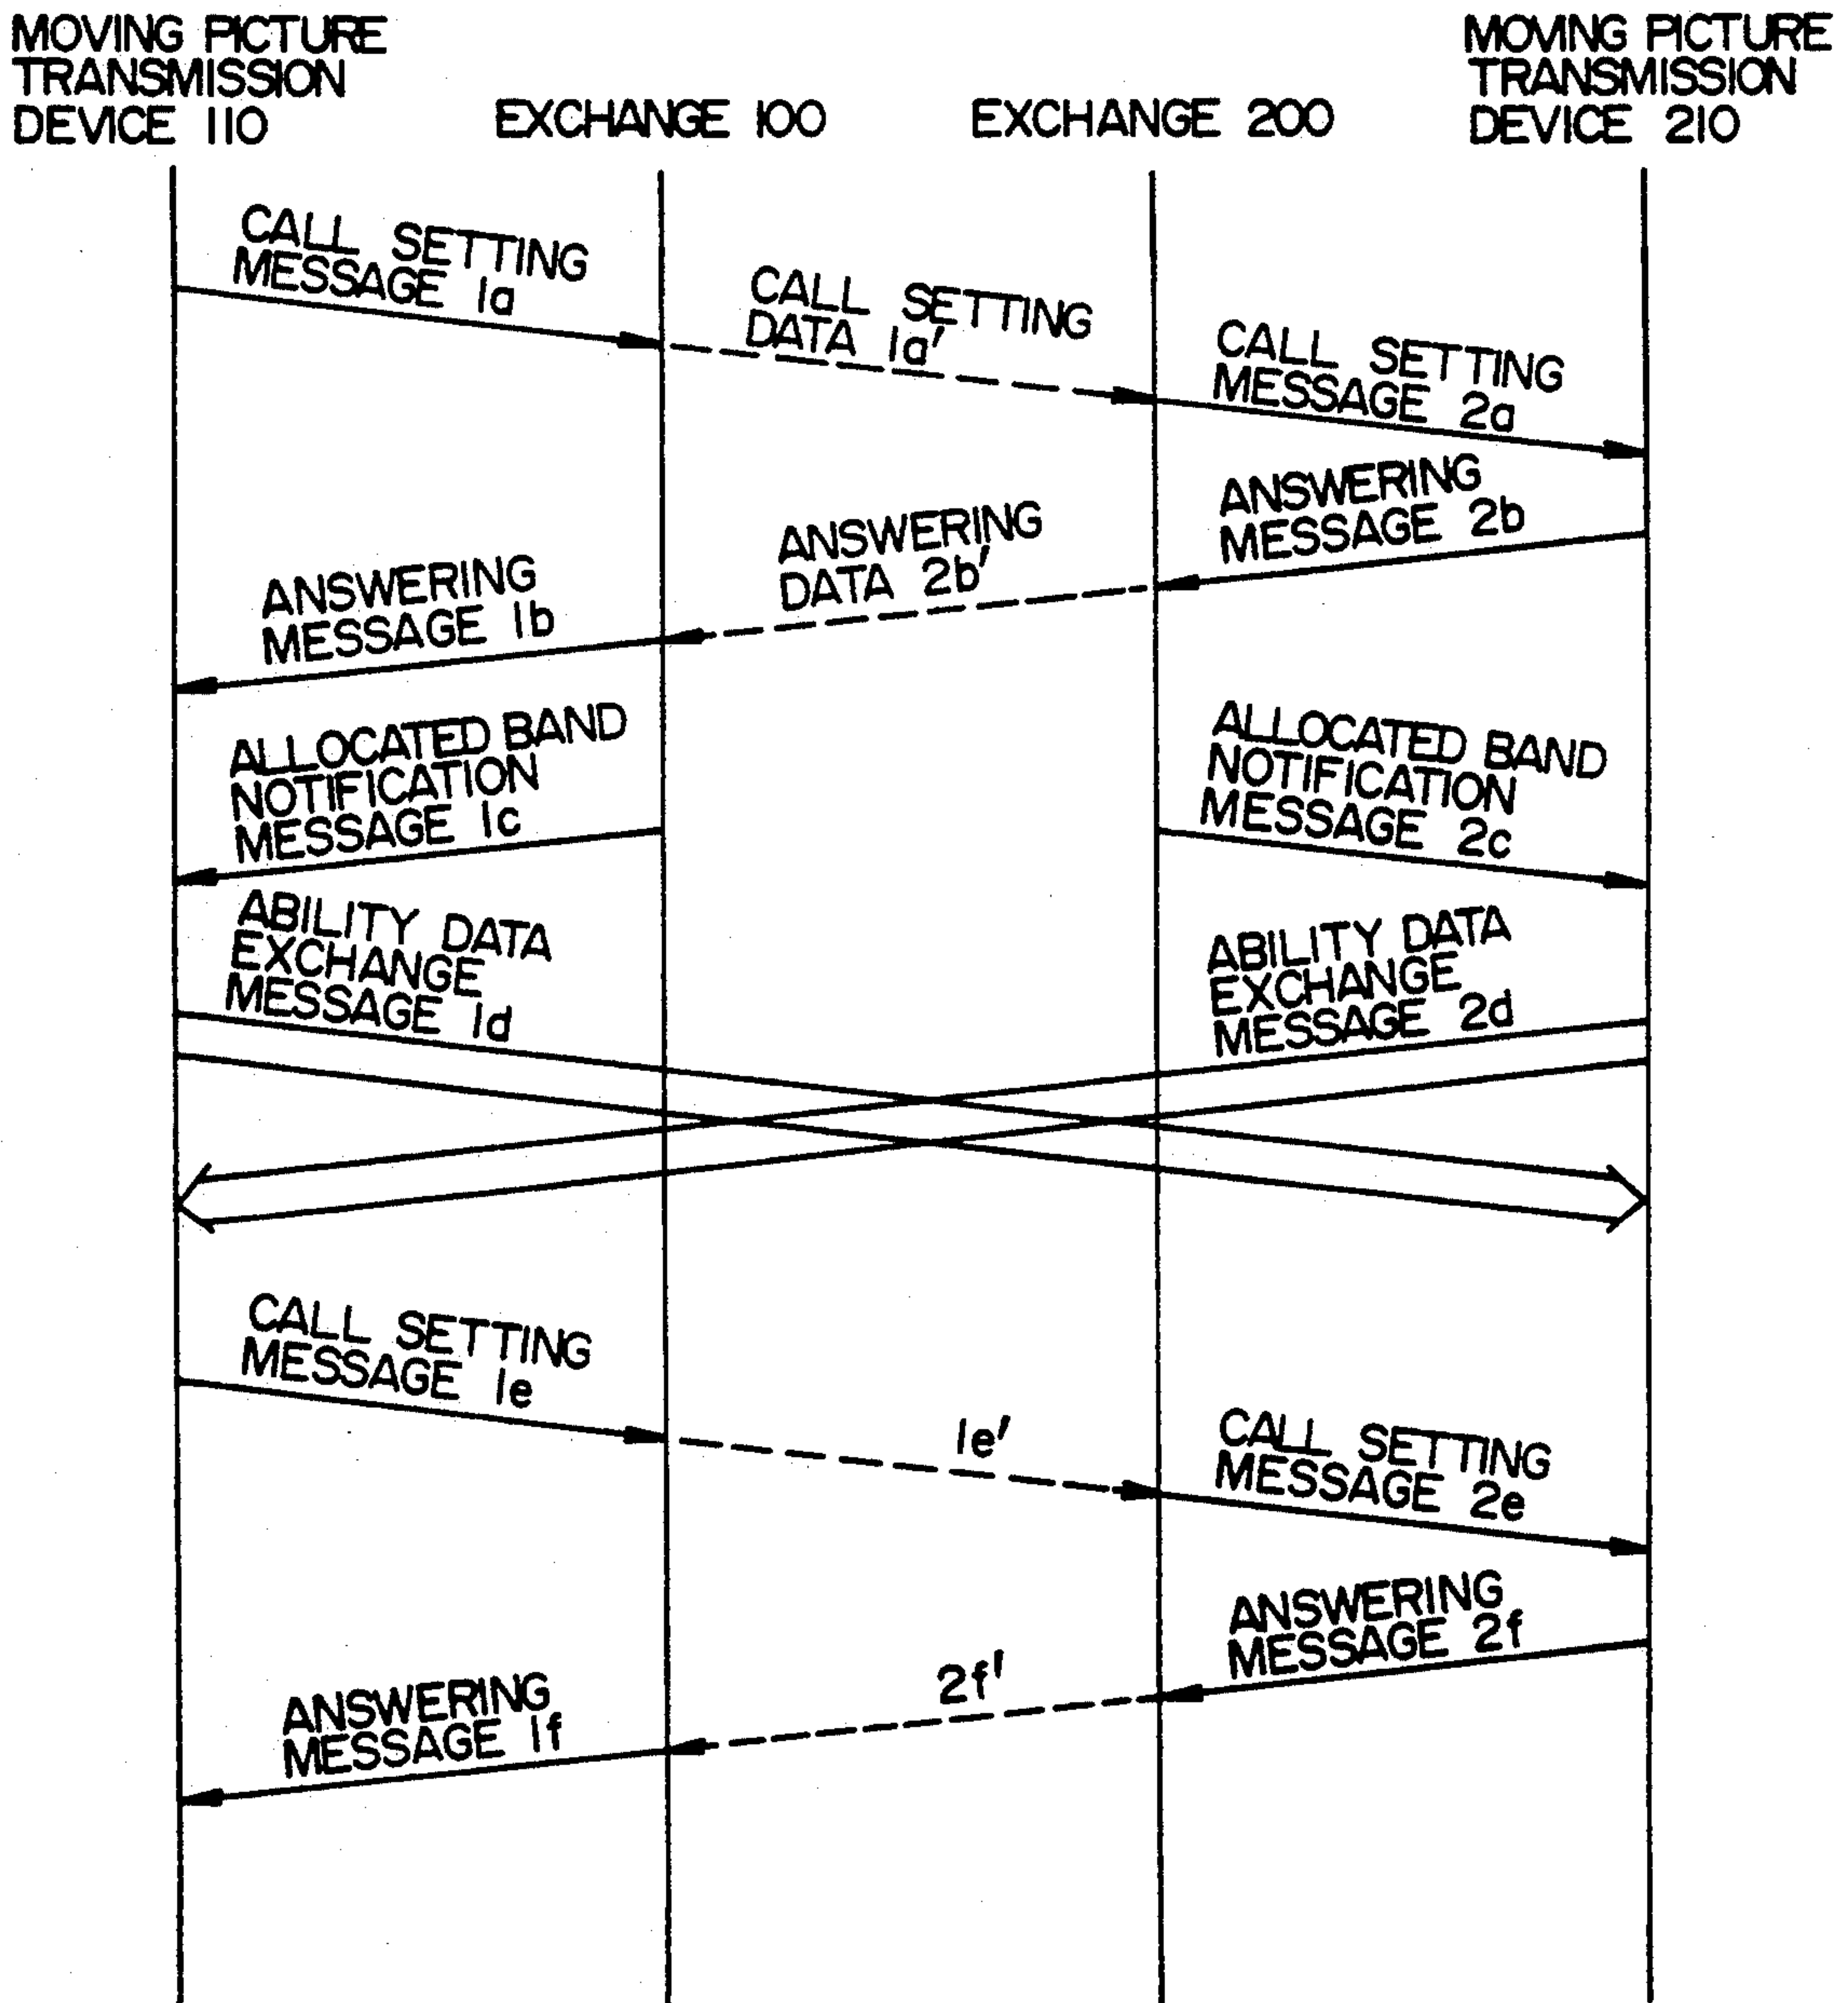 MOVING PICTURE
TRANSMISSION
DEVICE 110
EXCHANGE 100
EXCHANGE 200
MOVING PICTURE
TRANSMISSION
DEVICE 210
CALL SETTING
MESSAGE 1a
CALL SETTING
DATA 1a'
CALL SETTING
MESSAGE 2a
ANSWERING
MESSAGE 2b
ANSWERING
DATA 2b'
ANSWERING
MESSAGE 1b
ALLOCATED BAND
NOTIFICATION
MESSAGE 1c
ALLOCATED BAND
NOTIFICATION
MESSAGE 2c
ABILITY DATA
EXCHANGE
MESSAGE 1d
ABILITY DATA
EXCHANGE
MESSAGE 2d
CALL SETTING
MESSAGE 1e
1e'
CALL SETTING
MESSAGE 2e
ANSWERING
MESSAGE 2f
2f'
ANSWERING
MESSAGE 1f